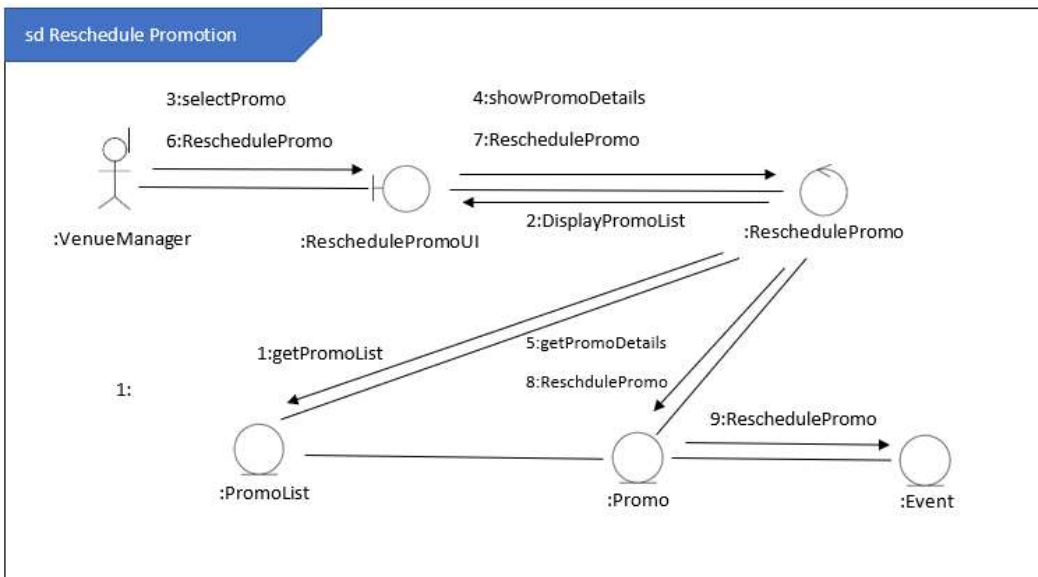 sd Reschedule Promotion
3:selectPromo
4:showPromoDetails
6:ReschedulePromo
7:ReschedulePromo
2:DisplayPromoList
:VenueManager
:ReschedulePromoUI
:ReschedulePromo
1:getPromoList
5:getPromoDetails
1:
8:ReschdulePromo
9:ReschedulePromo
:PromoList
:Promo
:Event